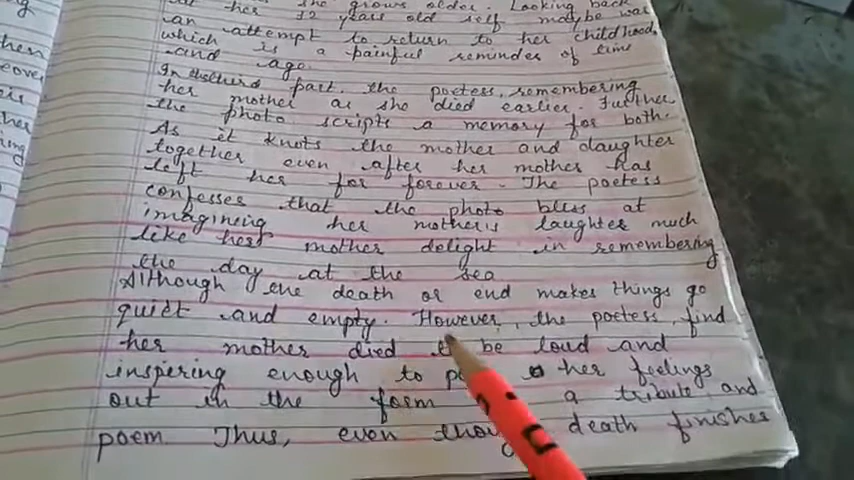 she grows older. Looking back
at her 12 years old self maybe was
an attempt to return to her childhood,
which is a painful reminder of time
and ago.
In the third part, the poetess, remembering
her mother as she died earlier. Further
the photo scripts a memory for both.
As it knots the mother and daughter
together even after her mother has
left her for forever. The poetess
confesses that the photo bless at
imagineing her mother's laughter much
like her mother delight in remembering
the day at the sea
Although the death or end makes things go
quiet and empty. However, the poetess, find
her mother died be loud and
inspering enough to her feelings
out in the form a tribute and
poem Thus, even death finishes